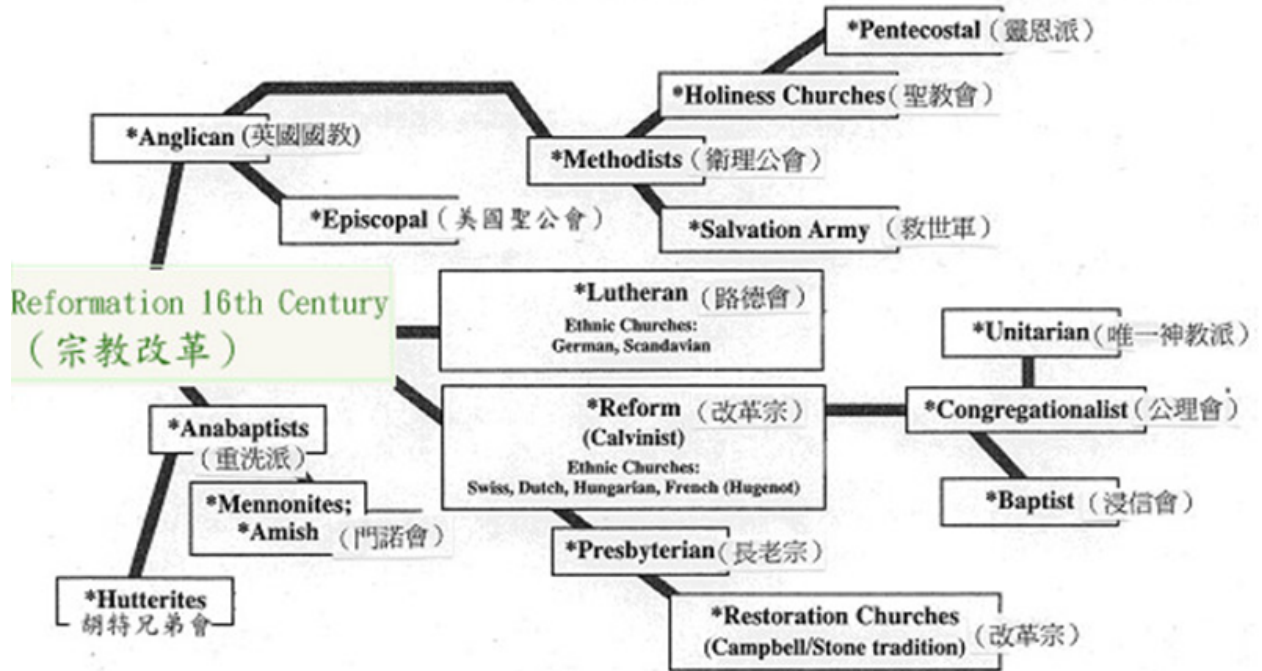 *Pentecostal (靈恩派)
*Holiness Churches (聖教會)
*Anglican (英國國教)
*Methodists (衛理公會)
*Episcopal (美國聖公會)
*Salvation Army (救世軍)
Reformation 16th Century
(宗教改革)
*Lutheran (路德會)
Ethnic Churches:
German, Scandavian
*Unitarian (唯一神教派)
*Reform (改革宗)
(Calvinist)
Ethnic Churches:
Swiss, Dutch, Hungarian, French (Hugenot)
*Congregationalist (公理會)
*Anabaptists
(重洗派)
*Baptist (浸信會)
*Mennonites;
*Amish (門諾會)
*Presbyterian (長老宗)
*Hutterites
胡特兄弟會
*Restoration Churches
(Campbell/Stone tradition) (改革宗)